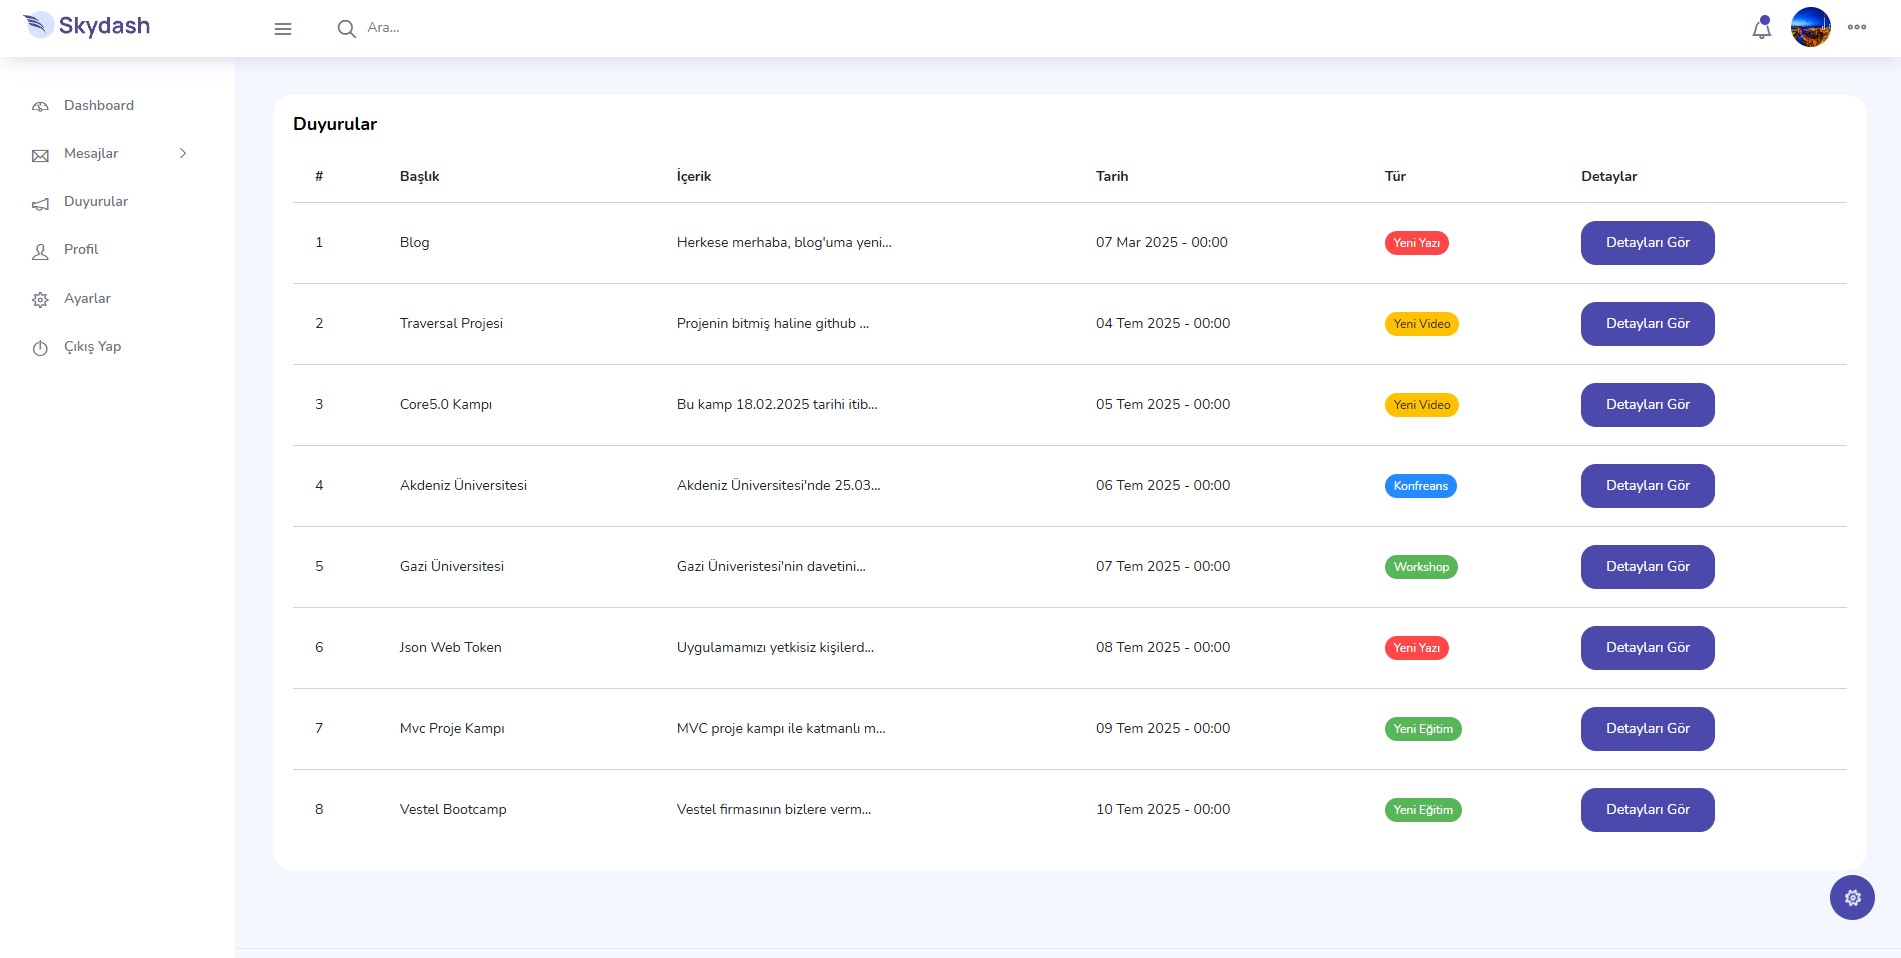 Skydash
Ara...
Dashboard
Mesajlar
Duyurular
Profil
Ayarlar
Çıkış Yap
Duyurular
# Başlık İçerik Tarih Tür Detaylar
1 Blog Herkese merhaba, blog'uma yeni... 07 Mar 2025 - 00:00 Yeni Yazı Detayları Gör
2 Traversal Projesi Projenin bitmiş haline github ... 04 Tem 2025 - 00:00 Yeni Video Detayları Gör
3 Core5.0 Kampı Bu kamp 18.02.2025 tarihi itib... 05 Tem 2025 - 00:00 Yeni Video Detayları Gör
4 Akdeniz Üniversitesi Akdeniz Üniversitesi'nde 25.03... 06 Tem 2025 - 00:00 Konfreans Detayları Gör
5 Gazi Üniversitesi Gazi Üniveristesi'nin davetini... 07 Tem 2025 - 00:00 Workshop Detayları Gör
6 Json Web Token Uygulamamızı yetkisiz kişilerd... 08 Tem 2025 - 00:00 Yeni Yazı Detayları Gör
7 Mvc Proje Kampı MVC proje kampı ile katmanlı m... 09 Tem 2025 - 00:00 Yeni Eğitim Detayları Gör
8 Vestel Bootcamp Vestel firmasının bizlere verm... 10 Tem 2025 - 00:00 Yeni Eğitim Detayları Gör